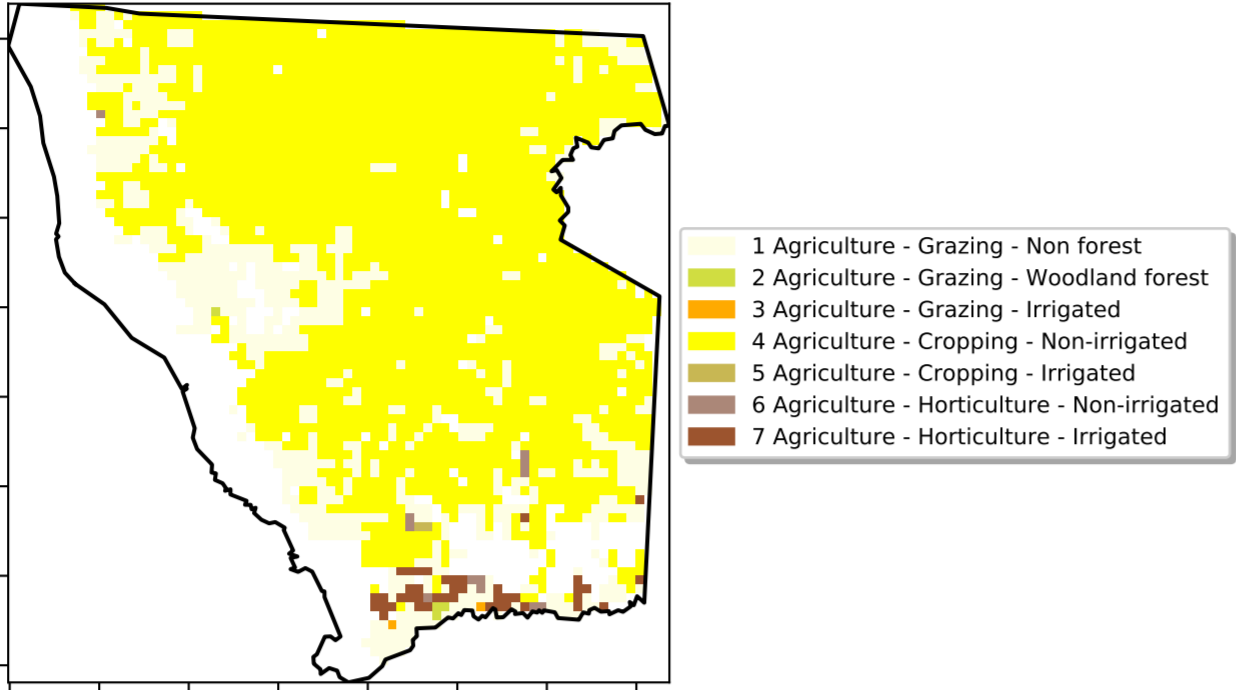 1 Agriculture - Grazing - Non forest
2 Agriculture - Grazing - Woodland forest
3 Agriculture - Grazing - Irrigated
4 Agriculture - Cropping - Non-irrigated
5 Agriculture - Cropping - Irrigated
6 Agriculture - Horticulture - Non-irrigated
7 Agriculture - Horticulture - Irrigated